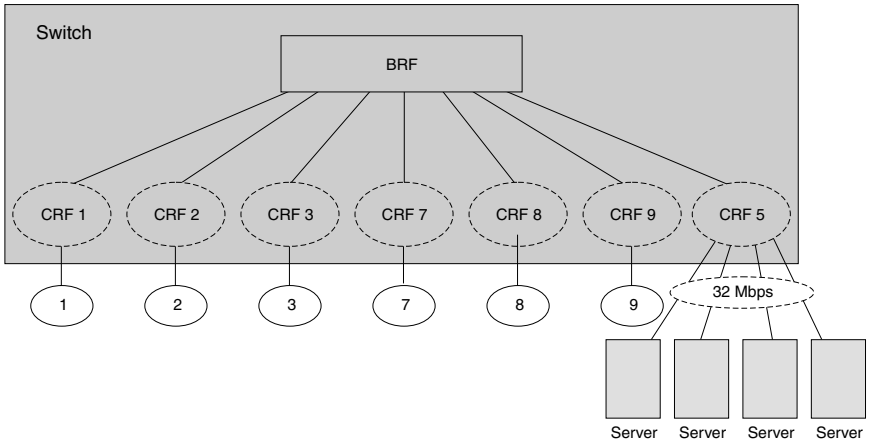 Switch
BRF
CRF 1 CRF 2 CRF 3 CRF 7 CRF 8 CRF 9 CRF 5
1 2 3 7 8 9 32 Mbps
Server Server Server Server